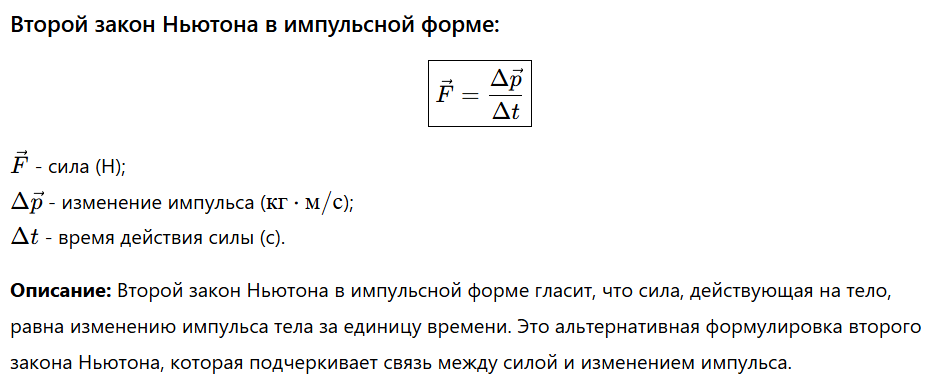 Второй закон Ньютона в импульсной форме:
$\vec{F} = \frac{\Delta \vec{p}}{\Delta t}$
$\vec{F}$ - сила (Н);
$\Delta \vec{p}$ - изменение импульса (кг · м/с);
$\Delta t$ - время действия силы (с).
Описание: Второй закон Ньютона в импульсной форме гласит, что сила, действующая на тело,
равна изменению импульса тела за единицу времени. Это альтернативная формулировка второго
закона Ньютона, которая подчеркивает связь между силой и изменением импульса.